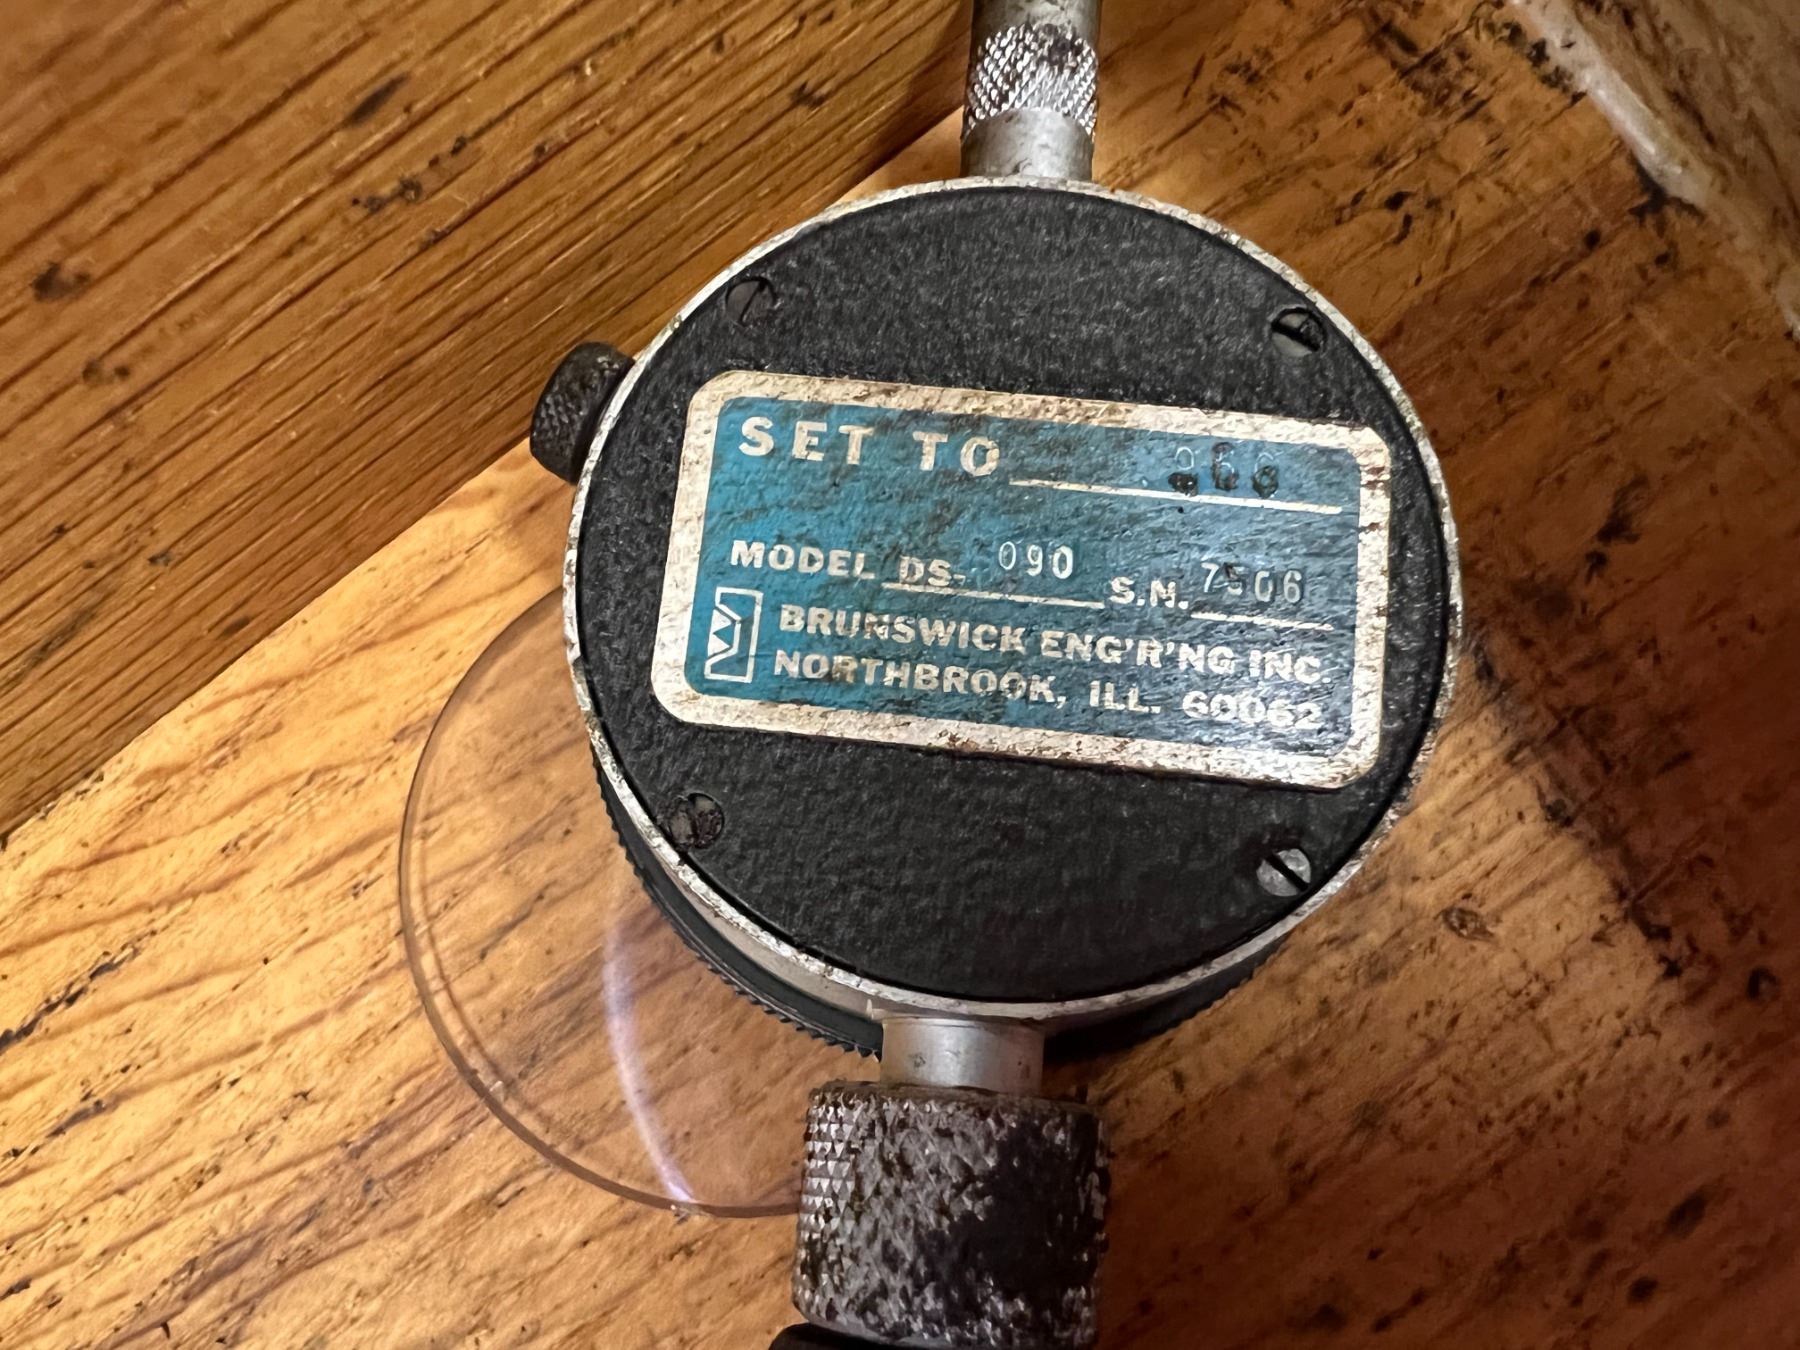 SET TO
MODEL DS- 090 S.N. 7506
BRUNSWICK ENG'R'NG INC.
NORTHBROOK, ILL. 60062